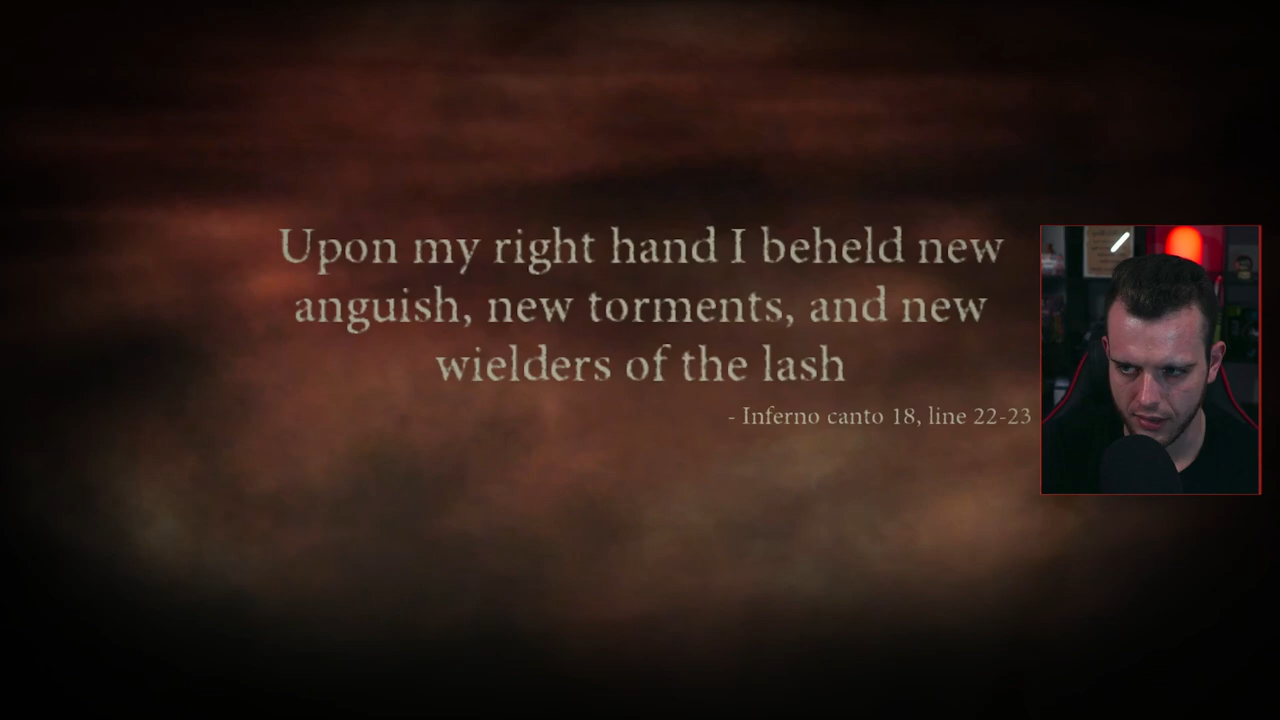 Upon my right hand I beheld new
anguish, new torments, and new
wielders of the lash
- Inferno canto 18, line 22-23